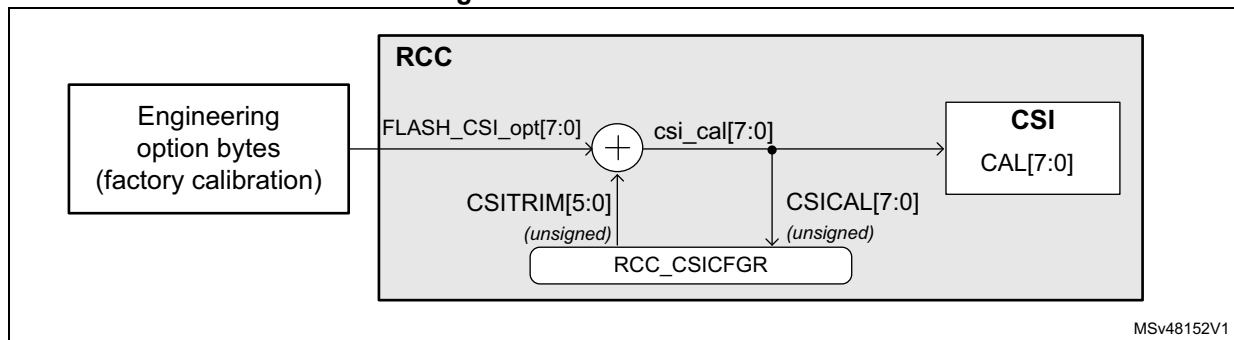 RCC
Engineering
option bytes
(factory calibration)
FLASH_CSI_opt[7:0]
+
csi_cal[7:0]
CSI
CAL[7:0]
CSITRIM[5:0]
(unsigned)
CSICAL[7:0]
(unsigned)
RCC_CSICFGR
MSv48152V1